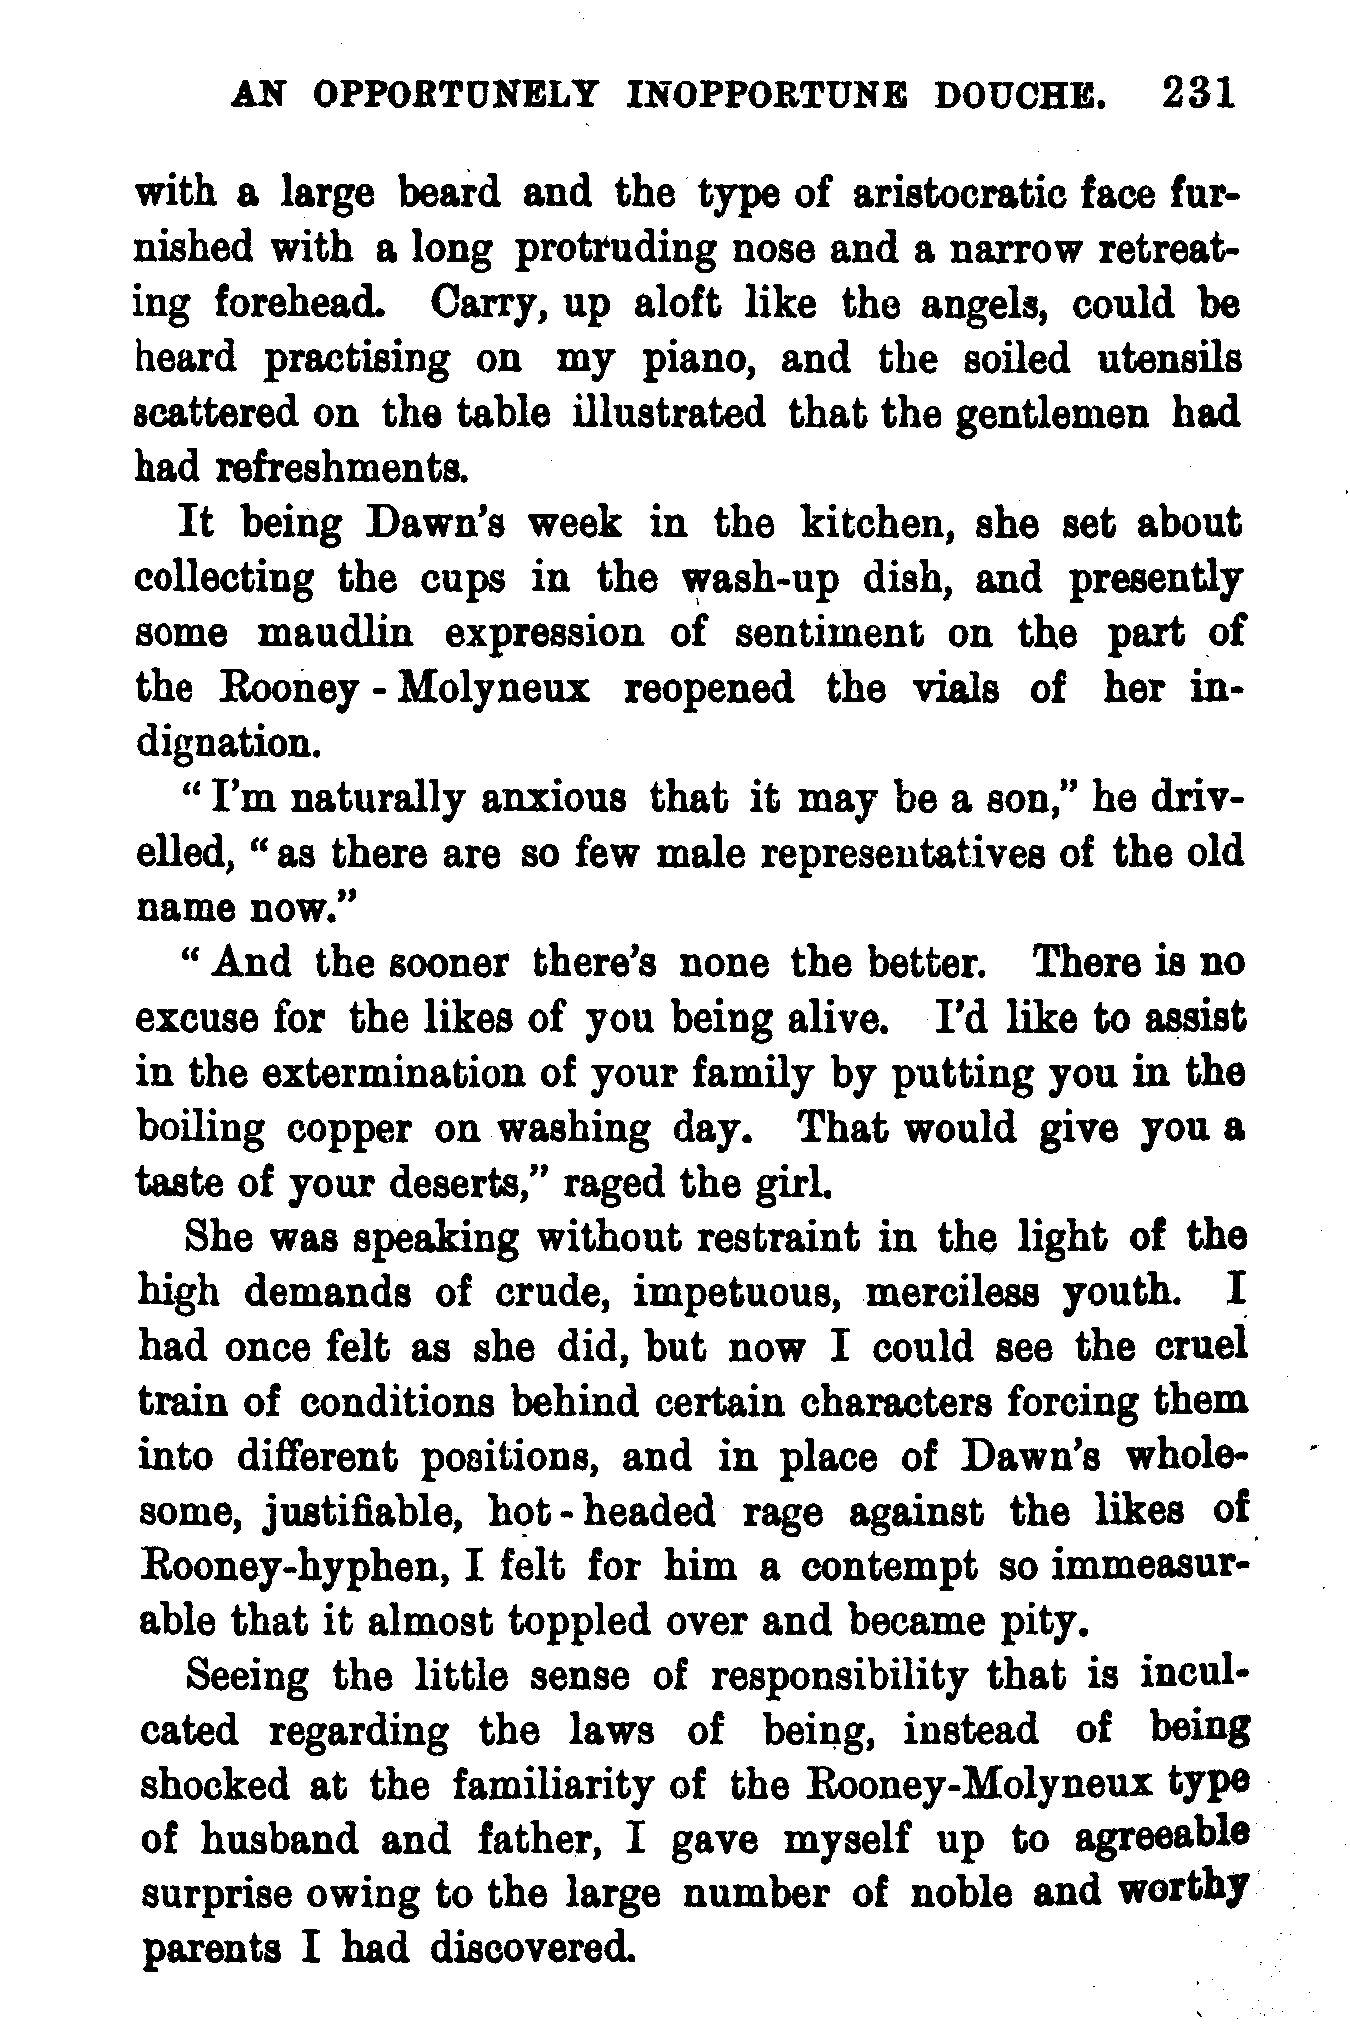 AN OPPORTUNELY INOPPORTUNE DOUCHE. 231
with a large beard and the type of aristocratic face fur-
nished with a long protruding nose and a narrow retreat-
ing forehead. Carry, up aloft like the angels, could be
heard practising on my piano, and the soiled utensils
scattered on the table illustrated that the gentlemen had
had refreshments.
It being Dawn's week in the kitchen, she set about
collecting the cups in the wash-up dish, and presently
some maudlin expression of sentiment on the part of
the Rooney-Molyneux reopened the vials of her in-
dignation.
"I'm naturally anxious that it may be a son," he driv-
elled, "as there are so few male representatives of the old
name now."
"And the sooner there's none the better. There is no
excuse for the likes of you being alive. I'd like to assist
in the extermination of your family by putting you in the
boiling copper on washing day. That would give you a
taste of your deserts," raged the girl.
She was speaking without restraint in the light of the
high demands of crude, impetuous, merciless youth. I
had once felt as she did, but now I could see the cruel
train of conditions behind certain characters forcing them
into different positions, and in place of Dawn's whole-
some, justifiable, hot-headed rage against the likes of
Rooney-hyphen, I felt for him a contempt so immeasur-
able that it almost toppled over and became pity.
Seeing the little sense of responsibility that is incul-
cated regarding the laws of being, instead of being
shocked at the familiarity of the Rooney-Molyneux type
of husband and father, I gave myself up to agreeable
surprise owing to the large number of noble and worthy
parents I had discovered.